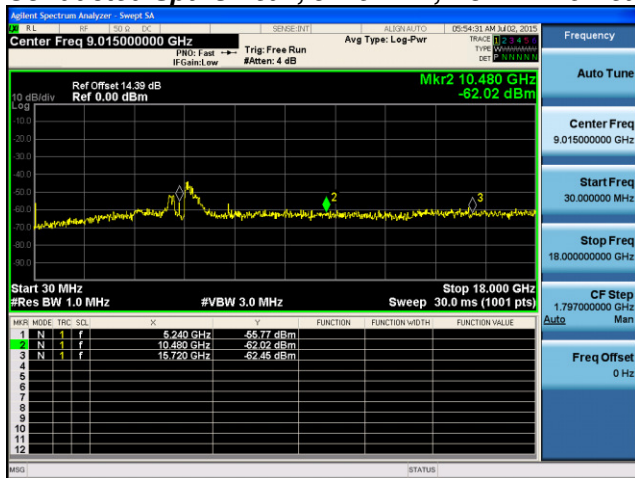 Agilent Spectrum Analyzer - Swept SA
RL RF 50 Ω DC SENSE:INT ALIGNAUTO 05:54:31 AM Jul 02, 2015
Center Freq 9.015000000 GHz
PNO: Fast
IFGain:Low
Trig: Free Run
#Atten: 4 dB
Avg Type: Log-Pwr
TRACE 1 2 3 4 5 6
TYPE
DET P N N N N N
Frequency
Auto Tune
Mkr2 10.480 GHz
-62.02 dBm
Ref Offset 14.39 dB
Ref 0.00 dBm
10 dB/div
Log
-10.0
-20.0
-30.0
-40.0
-50.0
-60.0
-70.0
-80.0
-90.0
2
3
Center Freq
9.015000000 GHz
Start Freq
30.000000 MHz
Stop Freq
18.000000000 GHz
CF Step
1.797000000 GHz
Auto Man
Freq Offset
0 Hz
Start 30 MHz Stop 18.000 GHz
#Res BW 1.0 MHz #VBW 3.0 MHz Sweep 30.0 ms (1001 pts)
MKR MODE TRC SCL X Y FUNCTION FUNCTION WIDTH FUNCTION VALUE
1 N 1 f 5.240 GHz -55.77 dBm
2 N 1 f 10.480 GHz -62.02 dBm
3 N 1 f 15.720 GHz -62.45 dBm
4
5
6
7
8
9
10
11
12
MSG STATUS